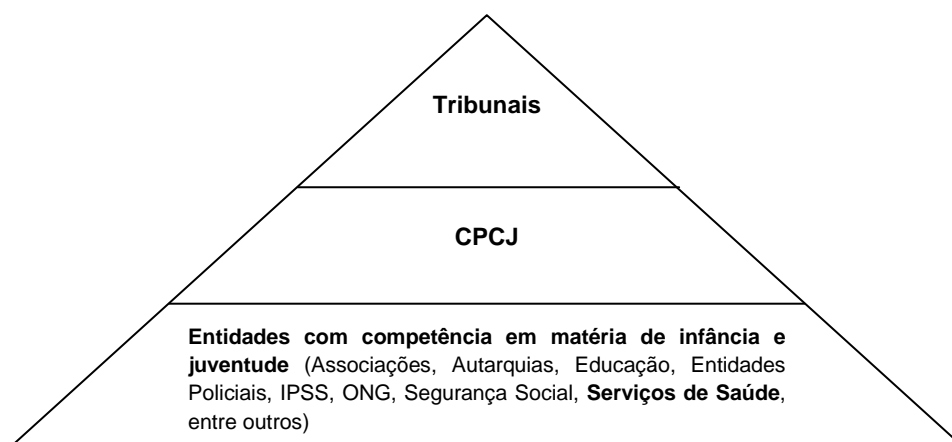 Tribunais
CPCJ
Entidades com competência em matéria de infância e
juventude (Associações, Autarquias, Educação, Entidades
Policiais, IPSS, ONG, Segurança Social, Serviços de Saúde,
entre outros)